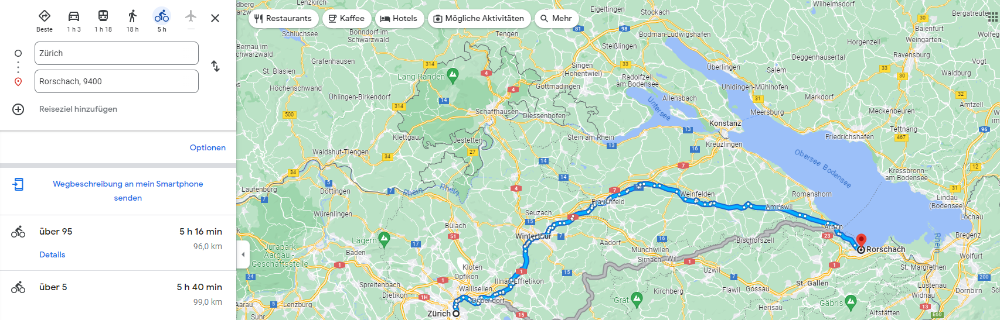 Beste
1 h 3
1 h 18
18 h
5 h
—
Zürich
Rorschach, 9400
Reiseziel hinzufügen
Optionen
Wegbeschreibung an mein Smartphone
senden
über 95
5 h 16 min
96,0 km
Details
über 5
5 h 40 min
99,0 km
Restaurants
Kaffee
Hotels
Mögliche Aktivitäten
Mehr
Lenzkirch
Eigeltingen
Stockach
Wilhelmsdorf
Bergatreute
81
98
30
Schluchsee
Bonndorf im
Schwarzwald
Tengen
Bodman-Ludwigshafen
Baienfurt
Weingarten
Wolfeg
Bernau im
chwarzwald
Steißlingen
Horgenzell
Grafenhausen
314
Singen
(Hohentwiel)
33
Überlingen
Deggenhausertal
Ravensburg
Vogt
St. Blasien
Lang Randen
4
Radolfzell
am Bodensee
Salem
33
30
Waldburg
Höchenschwand
4
Gottmadingen
Uhldingen-Mühlhofen
Ühlingen-Birkendorf
14
Allensbach
31
Markdorf
32
Amtzell
314
Untersee
500
Schaffhausen
Diessenhofen
Meersburg
Meckenbeuren
Konstanz
Tettnang
96
Klettgau
Jestetten
Stein am Rhein
13
13
Kreuzlingen
Friedrichshafen
467
Waldshut-Tiengen
34
27
16
Obersee Bodensee
14
7
12
34
14
Kressbronn
am Bodensee
Laufenburg
5
Döttingen
7
Rhein
Rhein
4
7
31
Lindau
(Bodensee)
7
Weinfelden
Romanshorn
Frauenfeld
Amriswil
Würenlingen
Seuzach
15
Lochau
Bülach
Arbon
Winterthur
7
23
Bregenz
51
Lägern
17
Aadorf
16
Bischofszell
Rhein
Jurapark
Aargau -
Geschäftsstelle
Baden
Münchwilen
Sirnach
Wil
Rorschach
Wolfurt
1
Kloten
1
1
1
St. Margrethen
24
Opfikon
1
15
Uzwil
7
200
Spreitenbach
Illnau-Effretikon
St. Gallen
Lustenau
Dietikon
1H
Wallisellen
Kirchberg
Flawil
Gossau
Widnau
Dornbirn
Aarau
5
Lenzburg
Dübendorf
Grat
Herisau
Gäbris
13
Suhr
Zürich
15
Altstätten
E60